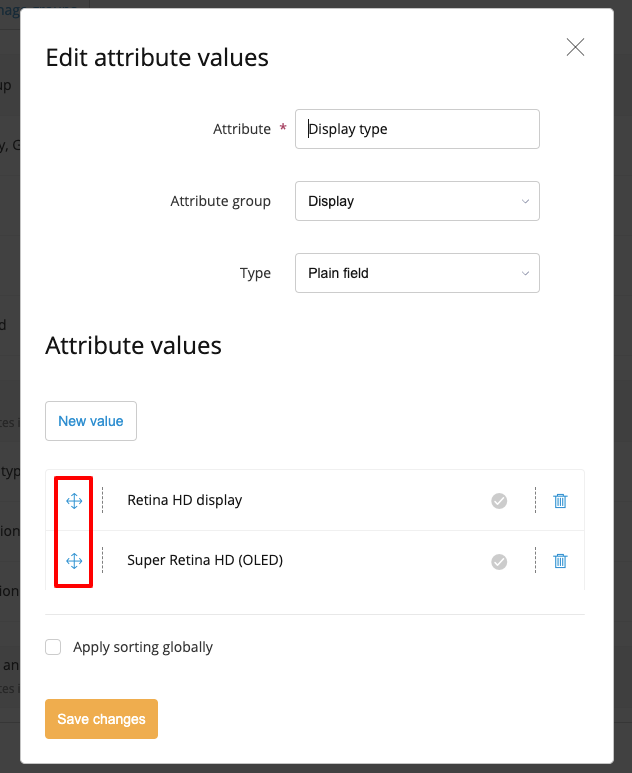 Edit attribute values
Attribute *
Display type
Attribute group
Display
Type
Plain field
Attribute values
New value
Retina HD display
Super Retina HD (OLED)
Apply sorting globally
Save changes